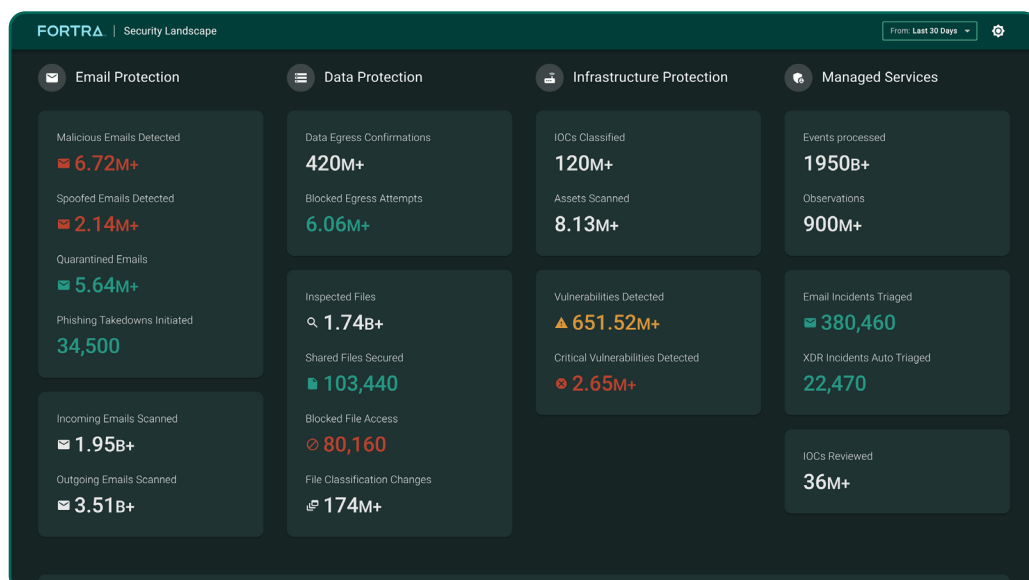 FORTRA. | Security Landscape
From: Last 30 Days
Email Protection
Malicious Emails Detected
6.72M+
Spoofed Emails Detected
2.14M+
Quarantined Emails
5.64M+
Phishing Takedowns Initiated
34,500
Incoming Emails Scanned
1.95B+
Outgoing Emails Scanned
3.51B+
Data Protection
Data Egress Confirmations
420M+
Blocked Egress Attempts
6.06M+
Inspected Files
1.74B+
Shared Files Secured
103,440
Blocked File Access
80,160
File Classification Changes
174M+
Infrastructure Protection
IOCs Classified
120M+
Assets Scanned
8.13M+
Vulnerabilities Detected
651.52M+
Critical Vulnerabilities Detected
2.65M+
Managed Services
Events processed
1950B+
Observations
900M+
Email Incidents Triaged
380,460
XDR Incidents Auto Triaged
22,470
IOCs Reviewed
36M+